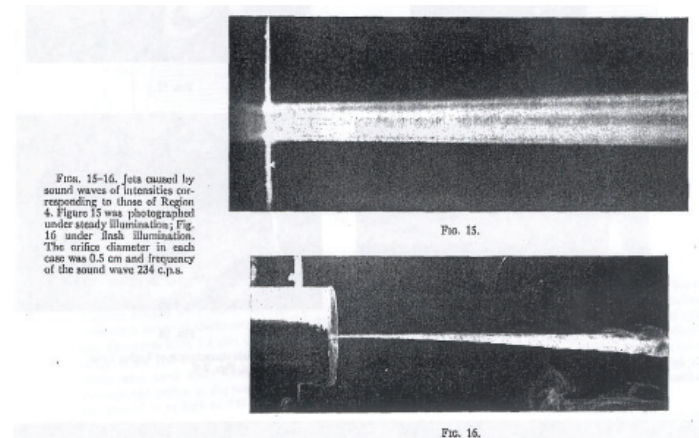 FIGS. 15-16. Jets caused by
sound waves of intensities cor-
responding to those of Region
4. Figure 15 was photographed
under steady illumination; Fig.
16 under flash illumination.
The orifice diameter in each
case was 0.5 cm and frequency
of the sound wave 234 c.p.s.
FIG. 15.
FIG. 16.